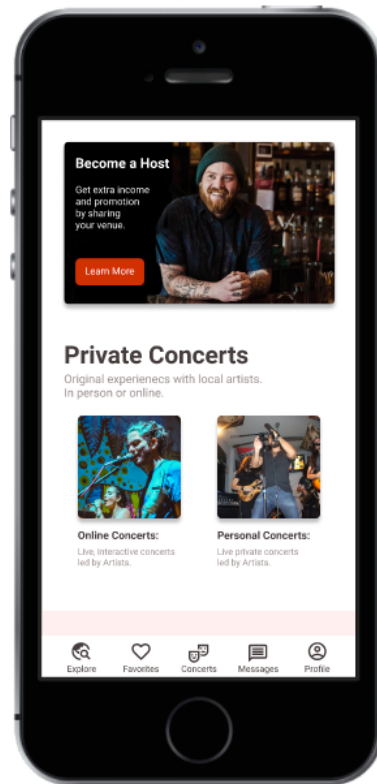 Become a Host
Get extra income
and promotion
by sharing
your venue.
Learn More
Private Concerts
Original experienecs with local artists.
In person or online.
Online Concerts:
Live, interactive concerts
led by Artista.
Personal Concerts:
Live private concerts
led by Artista.
Explore
Favorites
Concerts
Messages
Profile